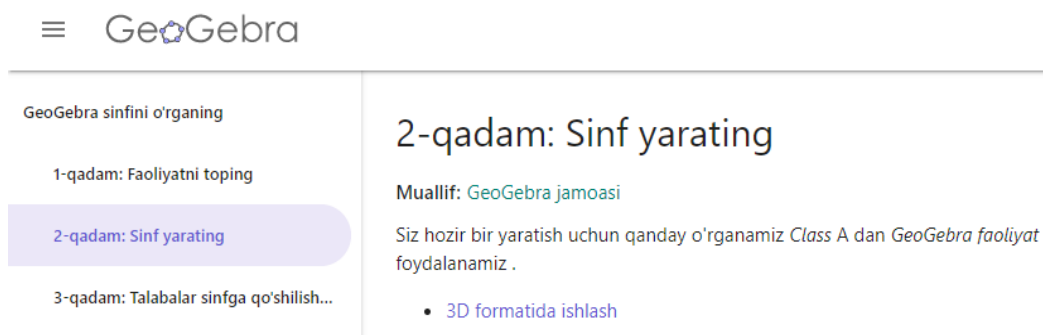 GeoGebra
GeoGebra sinfini o'rganing
1-qadam: Faoliyatni toping
2-qadam: Sinf yarating
3-qadam: Talabalar sinfga qo'shilish...
2-qadam: Sinf yarating
Muallif: GeoGebra jamoasi
Siz hozir bir yaratish uchun qanday o'rganamiz Class A dan GeoGebra faoliyat
foydalanamiz .
• 3D formatida ishlash